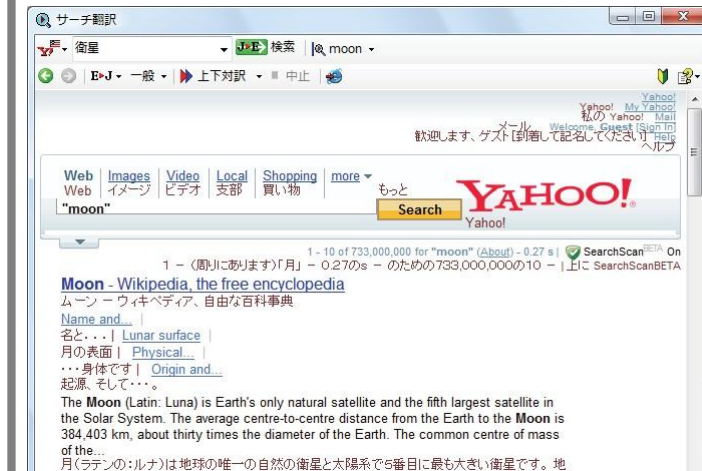 サーチ翻訳
衛星 J▸E 検索 moon
E▸J 一般 上下対訳 中止
Yahoo!
Yahoo! My Yahoo!
私の Yahoo! Mail
メール Welcome, Guest [Sign In]
歓迎します、ゲスト[到着して記名してください] Help
ヘルプ
Web Images Video Local Shopping more
Web イメージ ビデオ 支部 買い物 もっと
"moon" Search YAHOO!
Yahoo!
1 - 10 of 733,000,000 for "moon" (About) - 0.27 s | SearchScan BETA On
1 － (周りにあります)「月」 － 0.27のs － のための733,000,000の10 － | 上に SearchScanBETA
Moon - Wikipedia, the free encyclopedia
ムーン － ウィキペディア、自由な百科事典
Name and... |
名と・・・| Lunar surface |
月の表面 | Physical... |
・・・身体です | Origin and...
起源、そして・・・。
The Moon (Latin: Luna) is Earth's only natural satellite and the fifth largest satellite in
the Solar System. The average centre-to-centre distance from the Earth to the Moon is
384,403 km, about thirty times the diameter of the Earth. The common centre of mass
of the...
月(ラテンの:ルナ)は地球の唯一の自然の衛星と太陽系で5番目に最も大きい衛星です。地